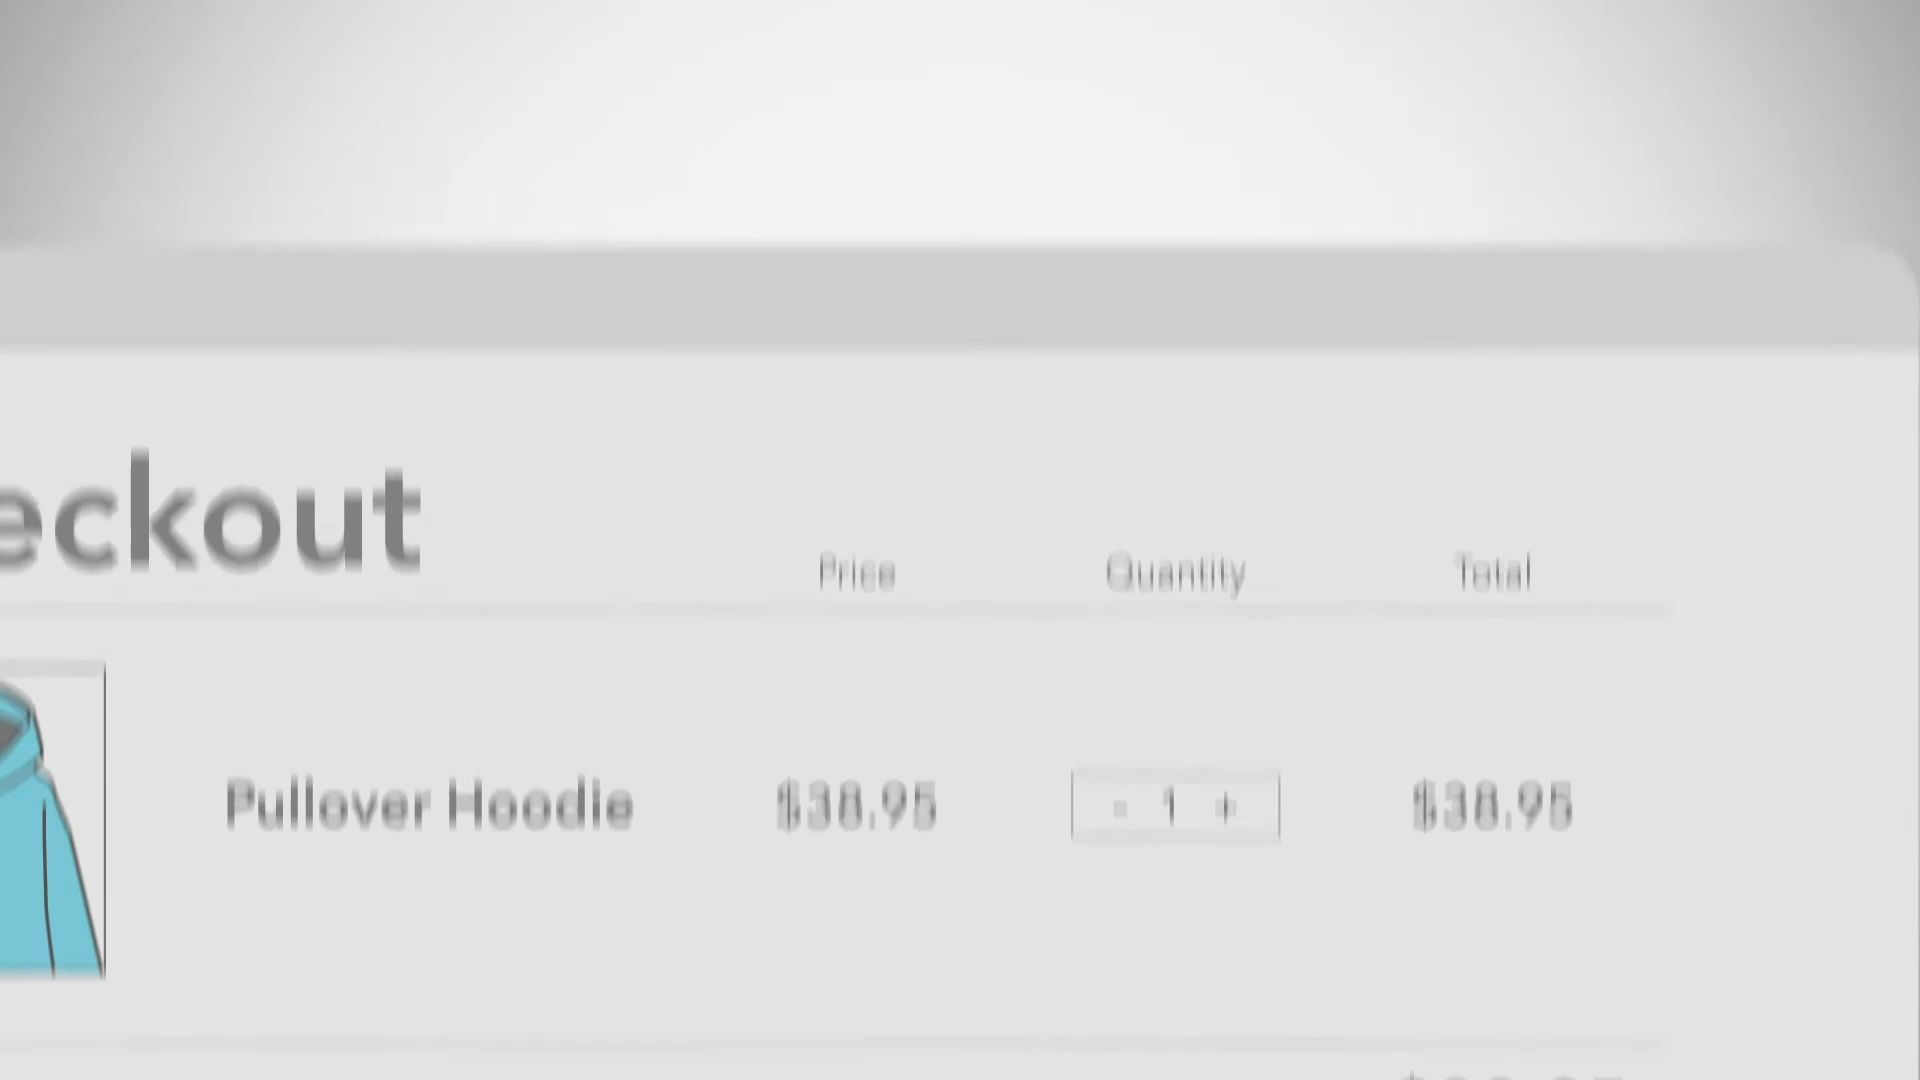 eckout
Price Quantity Total
Pullover Hoodie $38.95 - 1 + $38.95